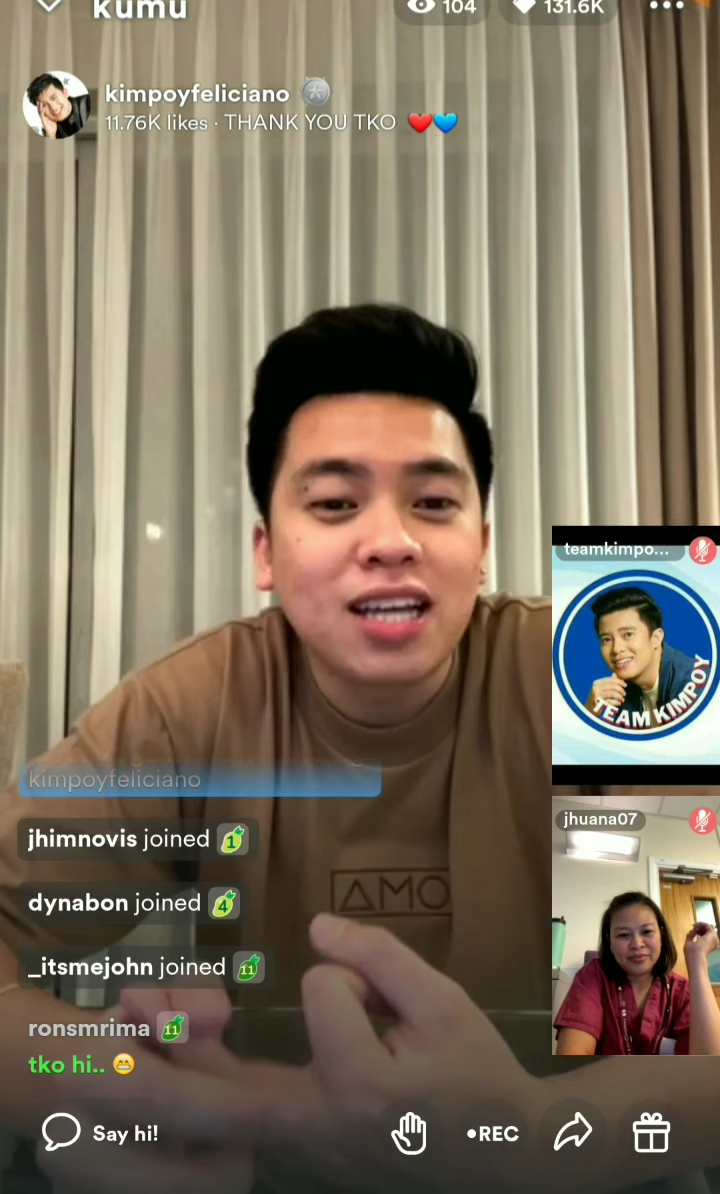 kumu
104
131.6K
kimpoyfeliciano
11.76K likes · THANK YOU TKO ❤️💙
teamkimpo...
TEAM KIMPOY
kimpoyfeliciano
jhimnovis joined 1
jhuana07
dynabon joined 4
AMO
_itsmejohn joined 11
ronsmrima 11
tko hi.. 😁
Say hi!
•REC